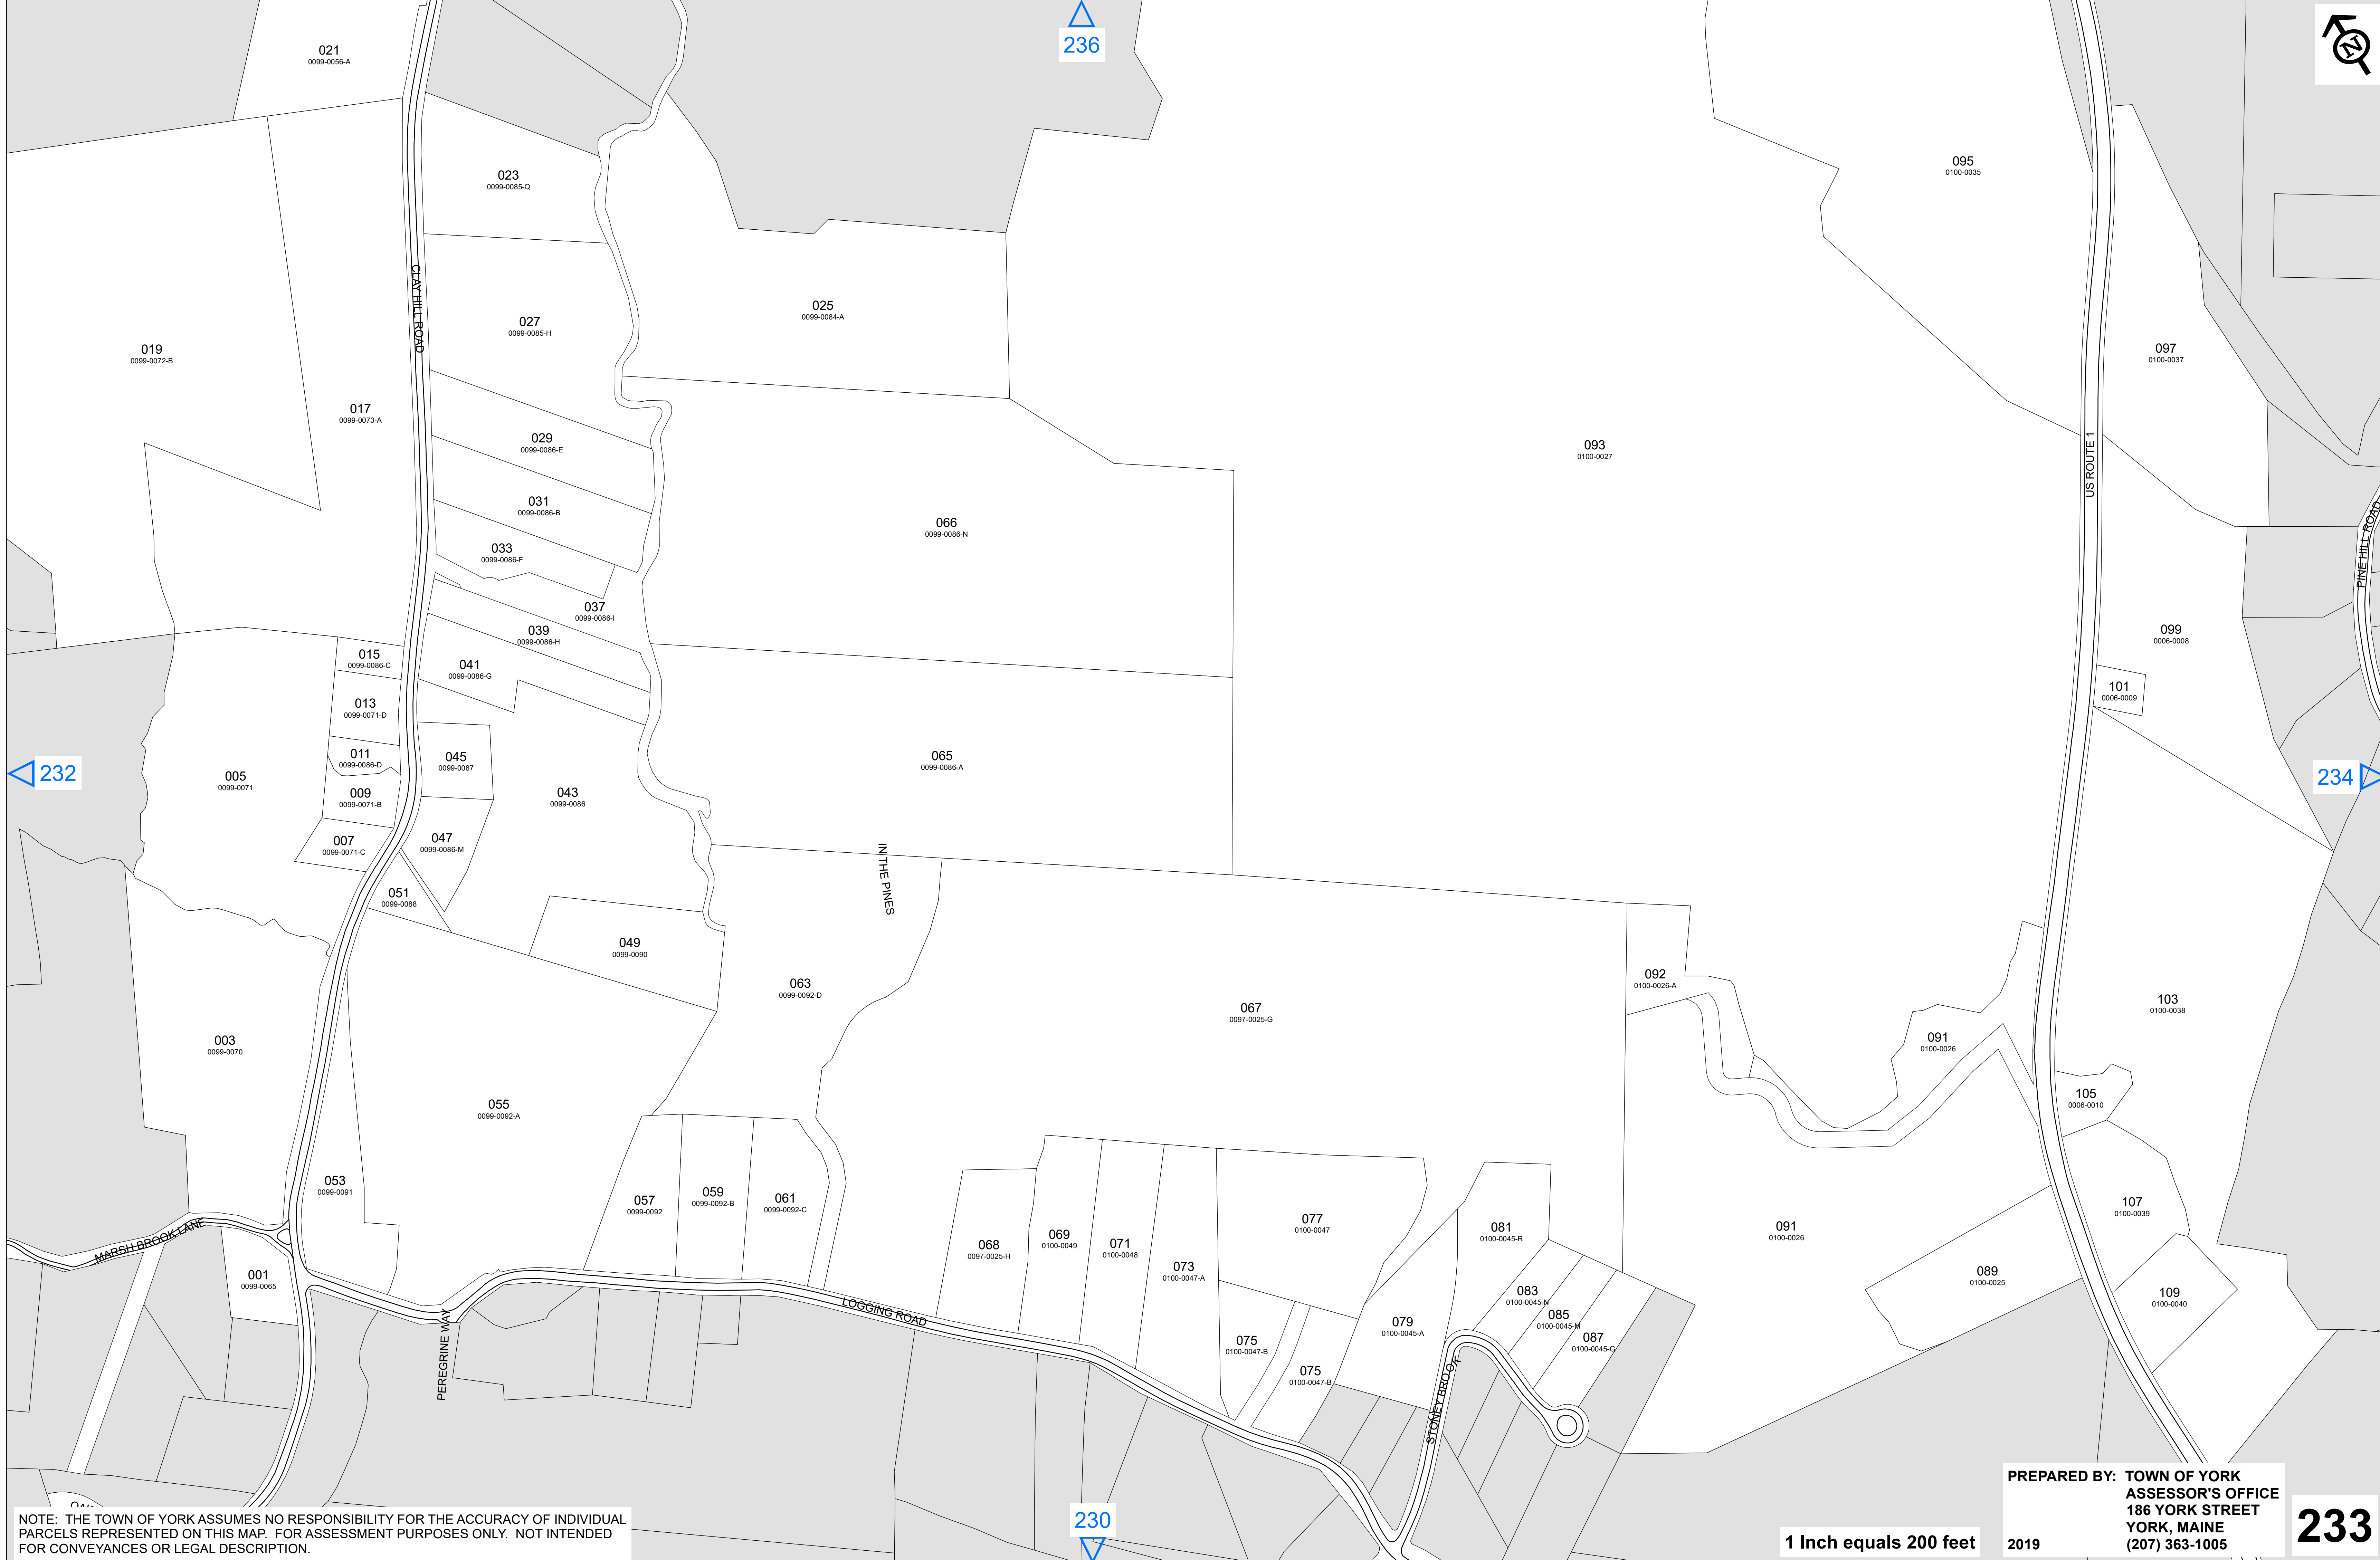 236
N
021
0099-0056-A
023
0099-0085-Q
095
0100-0035
CLAY HILL ROAD
025
0099-0084-A
027
0099-0085-H
019
0099-0072-B
097
0100-0037
017
0099-0073-A
029
0099-0086-E
093
0100-0027
US ROUTE 1
031
0099-0086-B
066
0099-0086-N
PINE HILL ROAD
033
0099-0086-F
037
0099-0086-I
039
0099-0086-H
099
0006-0008
015
0099-0086-C
041
0099-0086-G
101
0006-0009
013
0099-0071-D
011
0099-0086-D
045
0099-0087
065
0099-0086-A
232
005
0099-0071
234
009
0099-0071-B
043
0099-0086
007
0099-0071-C
047
0099-0086-M
IN THE PINES
051
0099-0088
049
0099-0090
063
0099-0092-D
092
0100-0026-A
067
0097-0025-G
103
0100-0038
003
0099-0070
091
0100-0026
055
0099-0092-A
105
0006-0010
053
0099-0091
057
0099-0092
059
0099-0092-B
061
0099-0092-C
107
0100-0039
MARSH BROOK LANE
068
0097-0025-H
069
0100-0049
071
0100-0048
073
0100-0047-A
077
0100-0047
081
0100-0045-R
091
0100-0026
001
0099-0065
089
0100-0025
083
0100-0045-N
109
0100-0040
LOGGING ROAD
085
0100-0045-M
079
0100-0045-A
087
0100-0045-G
075
0100-0047-B
075
0100-0047-B
PEREGRINE WAY
STONEY BROOK
NOTE: THE TOWN OF YORK ASSUMES NO RESPONSIBILITY FOR THE ACCURACY OF INDIVIDUAL
PARCELS REPRESENTED ON THIS MAP. FOR ASSESSMENT PURPOSES ONLY. NOT INTENDED
FOR CONVEYANCES OR LEGAL DESCRIPTION.
230
1 Inch equals 200 feet
PREPARED BY: TOWN OF YORK
ASSESSOR'S OFFICE
186 YORK STREET
YORK, MAINE
2019 (207) 363-1005
233